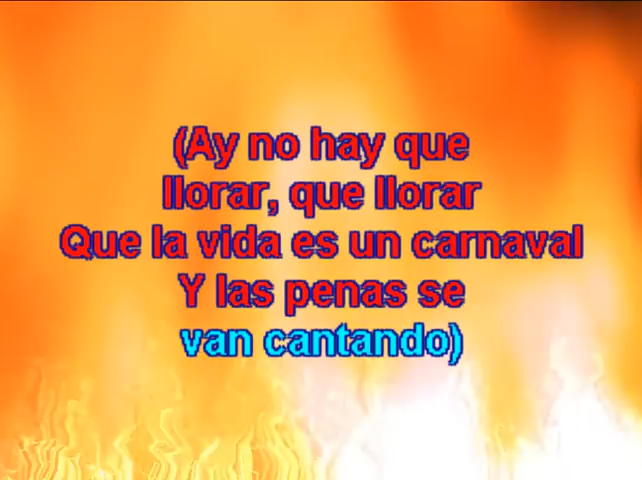 (Ay no hay que
llorar, que llorar
Que la vida es un carnaval
Y las penas se
van cantando)